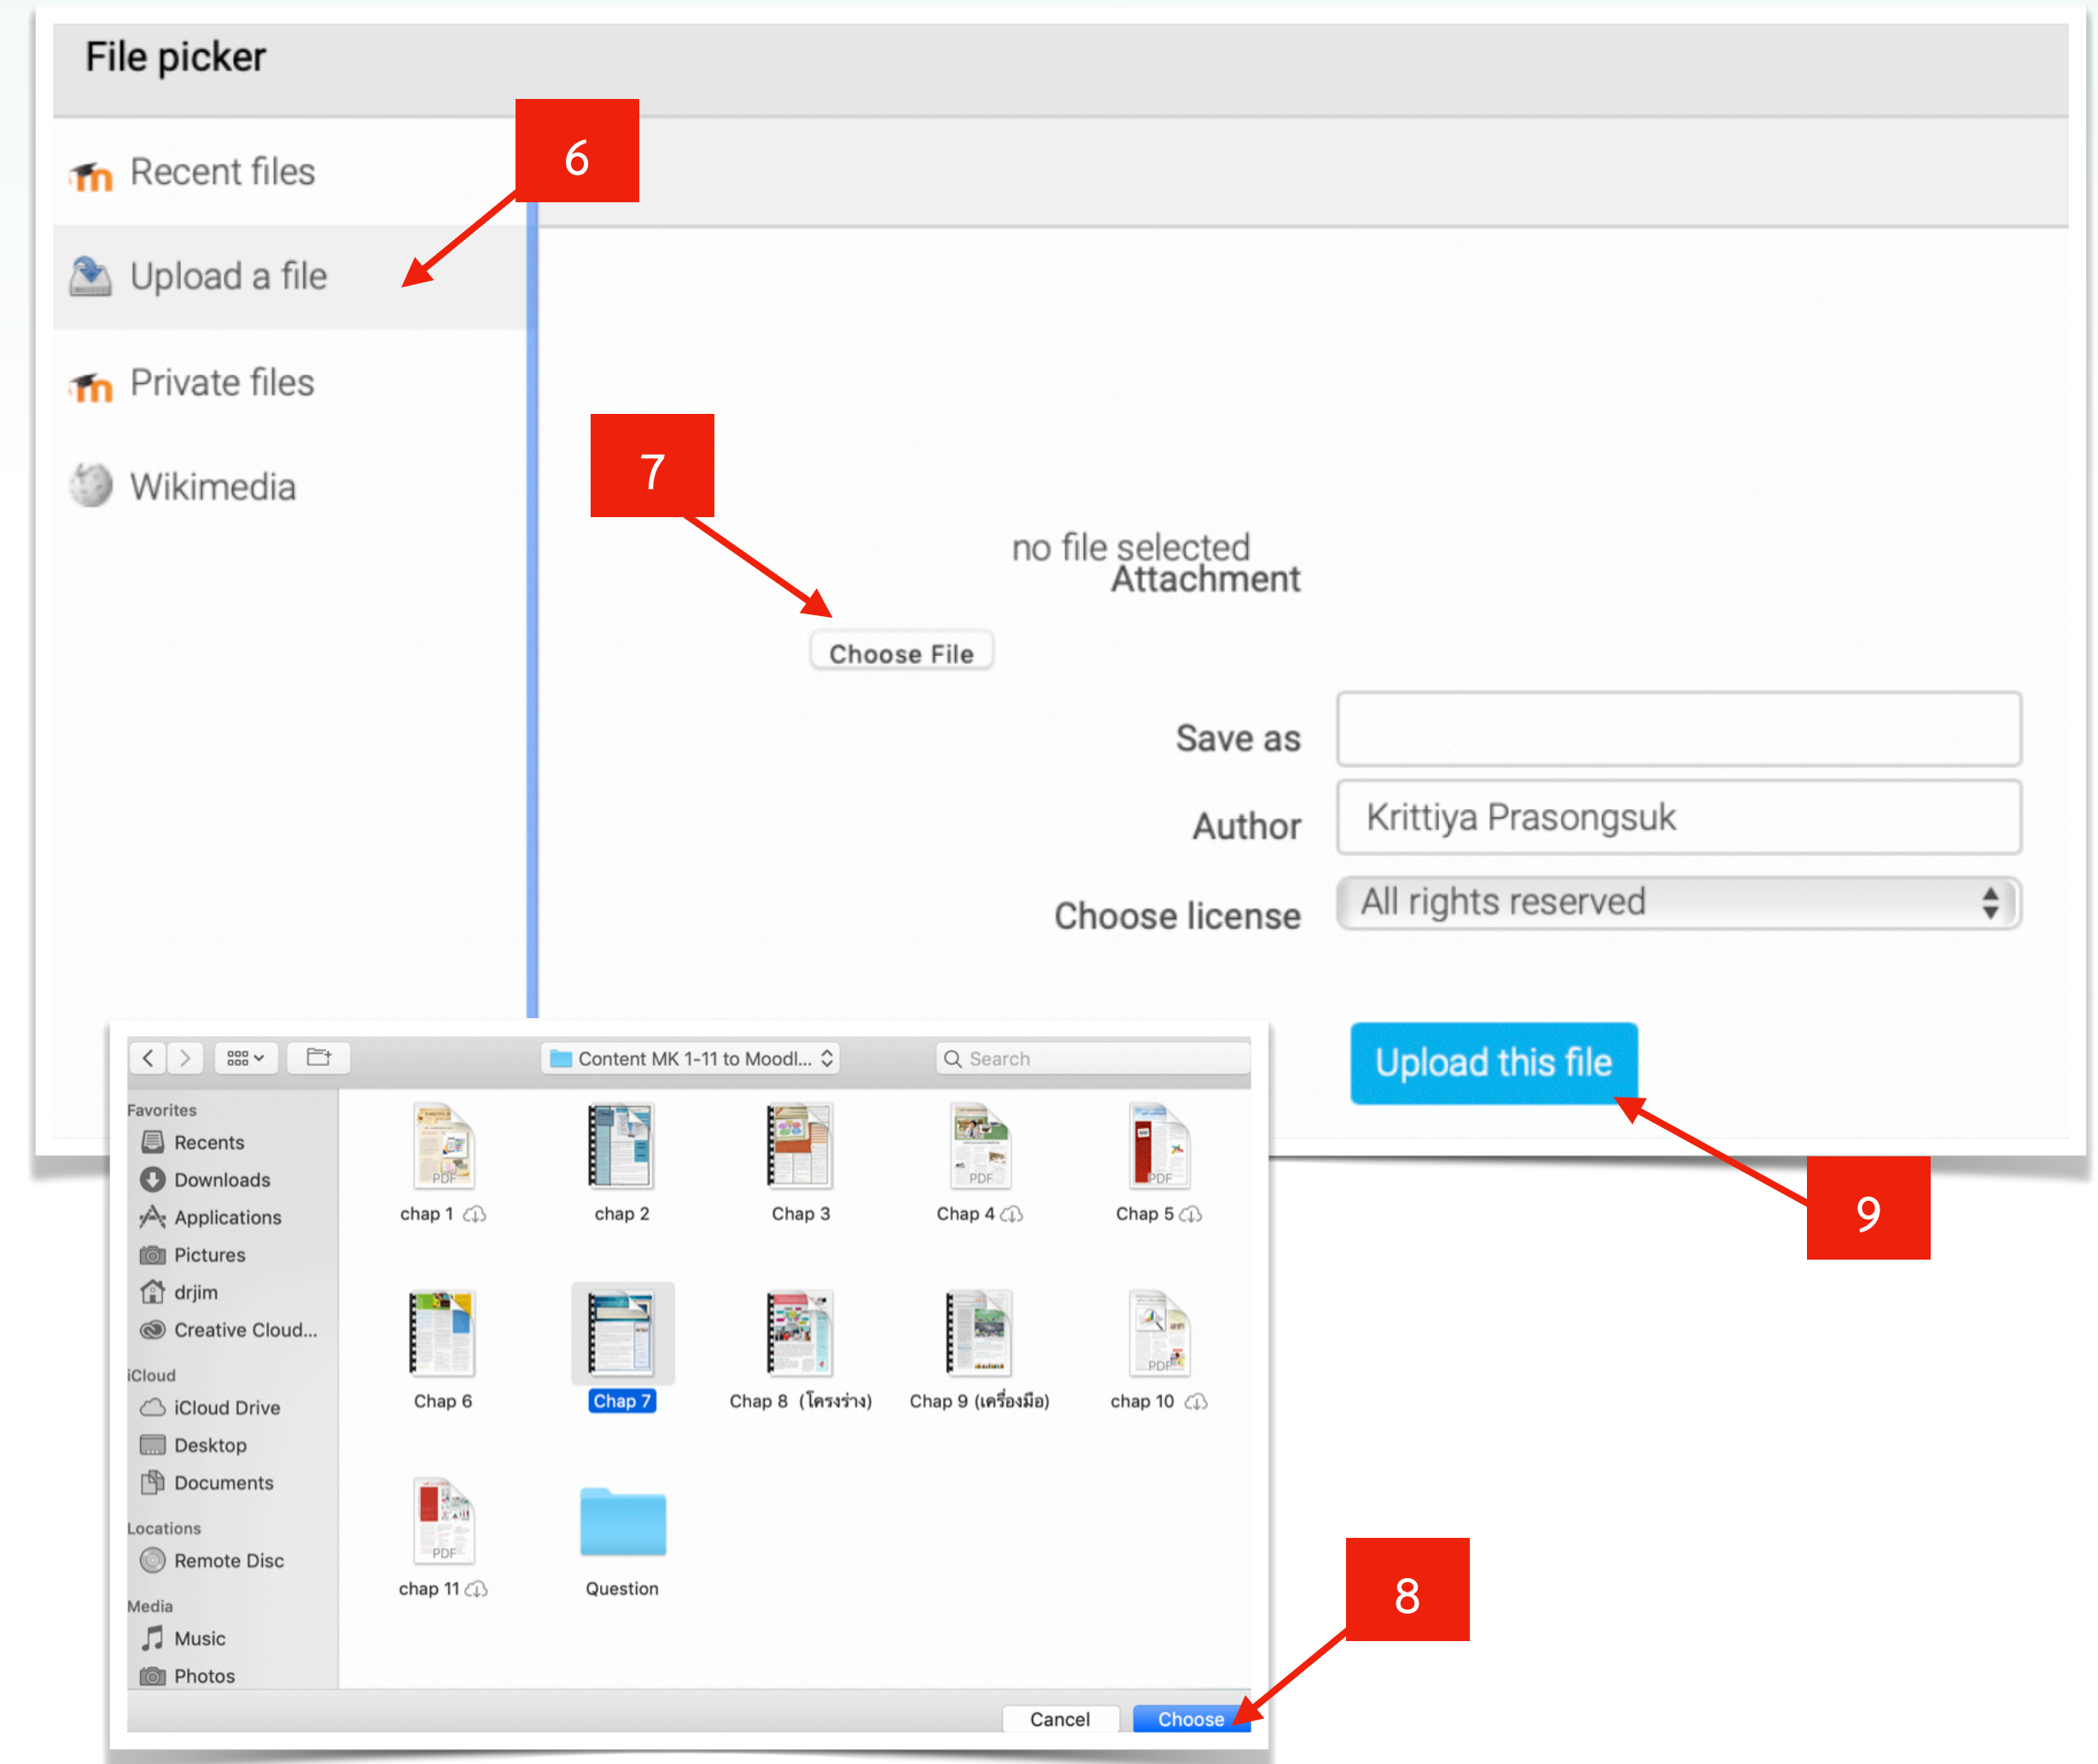 File picker
6
Recent files
Upload a file
Private files
Wikimedia
7
no file selected
Attachment
Choose File
Save as
Author
Krittiya Prasongsuk
Choose license
All rights reserved
Upload this file
9
Content MK 1-11 to Moodl...
Search
Favorites
Recents
Downloads
Applications
Pictures
drjim
Creative Cloud...
iCloud
iCloud Drive
Desktop
Documents
Locations
Remote Disc
Media
Music
Photos
PDF
PDF
PDF
chap 1
chap 2
Chap 3
Chap 4
Chap 5
PDF
Chap 6
Chap 7
Chap 8 (โครงร่าง)
Chap 9 (เครื่องมือ)
chap 10
PDF
chap 11
Question
8
Cancel
Choose